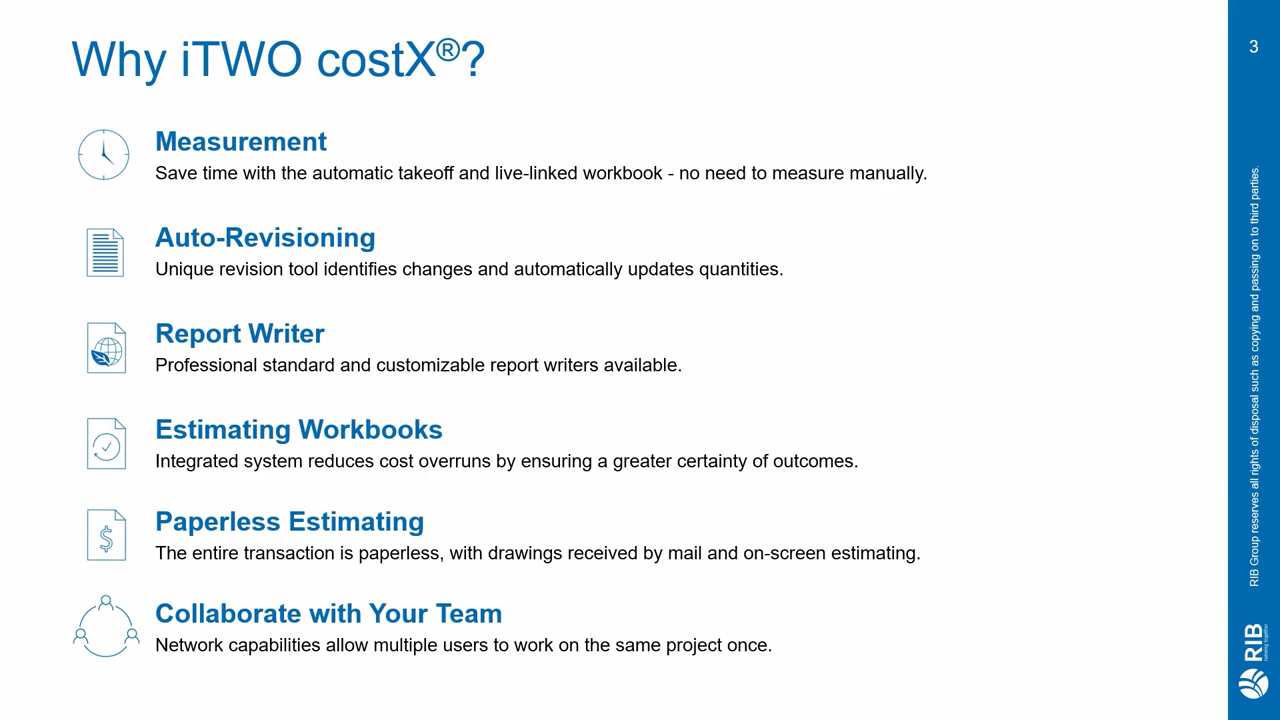 Why iTWO costX®?
Measurement
Save time with the automatic takeoff and live-linked workbook - no need to measure manually.
Auto-Revisioning
Unique revision tool identifies changes and automatically updates quantities.
Report Writer
Professional standard and customizable report writers available.
Estimating Workbooks
Integrated system reduces cost overruns by ensuring a greater certainty of outcomes.
$
Paperless Estimating
The entire transaction is paperless, with drawings received by mail and on-screen estimating.
Collaborate with Your Team
Network capabilities allow multiple users to work on the same project once.
3
RIB Group reserves all rights of disposal such as copying and passing on to third parties.
RIB
running together